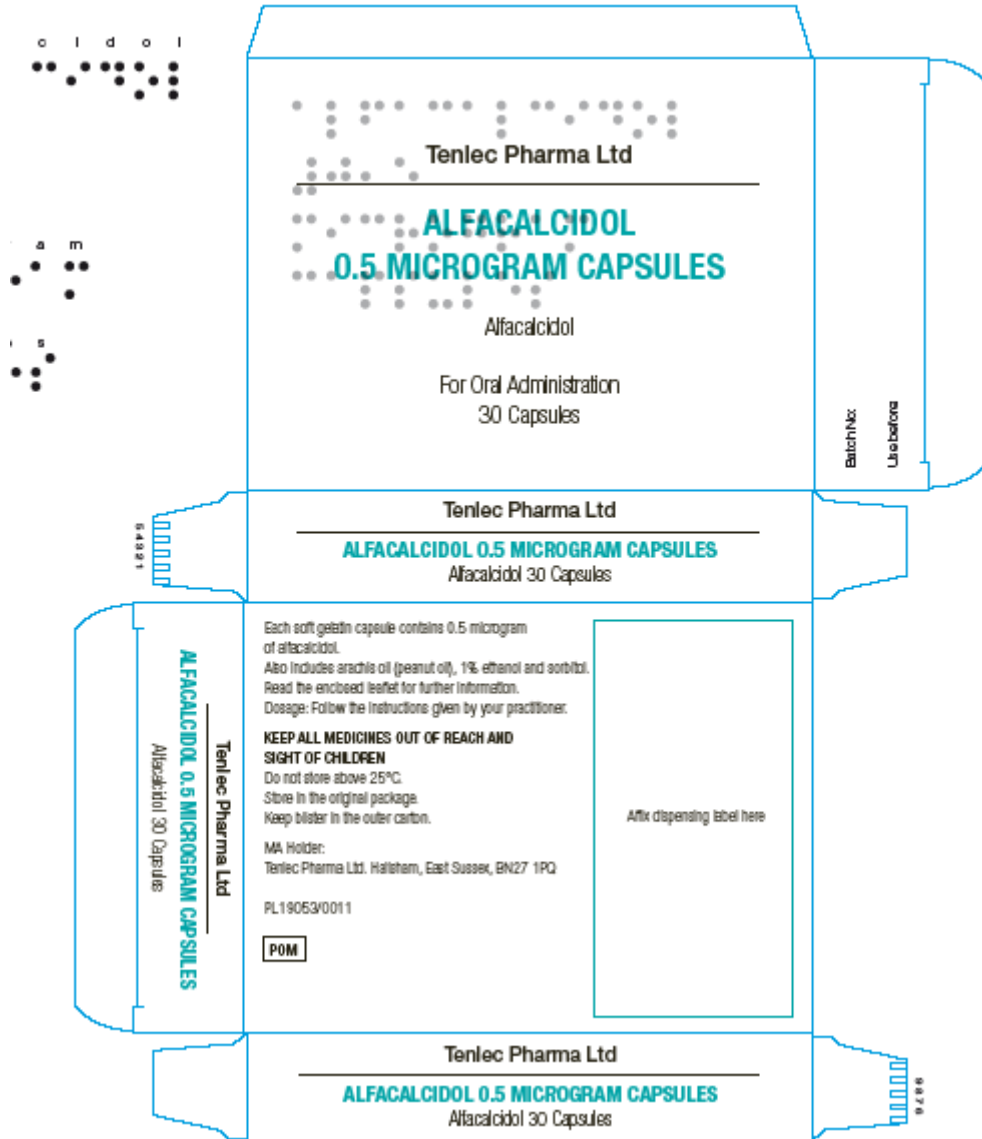 c i d o l
a m
s
Tenlec Pharma Ltd
ALFACALCIDOL
0.5 MICROGRAM CAPSULES
Alfacalcidol
For Oral Administration
30 Capsules
Batch No:
Use before
54321
Tenlec Pharma Ltd
ALFACALCIDOL 0.5 MICROGRAM CAPSULES
Alfacalcidol 30 Capsules
Tenlec Pharma Ltd
ALFACALCIDOL 0.5 MICROGRAM CAPSULES
Alfacalcidol 30 Capsules
Each soft gelatin capsule contains 0.5 microgram
of alfacalcidol.
Also includes arachis oil (peanut oil), 1% ethanol and sorbitol.
Read the enclosed leaflet for further information.
Dosage: Follow the instructions given by your practitioner.
KEEP ALL MEDICINES OUT OF REACH AND
SIGHT OF CHILDREN
Do not store above 25°C.
Store in the original package.
Keep blister in the outer carton.
MA Holder:
Tenlec Pharma Ltd. Hailsham, East Sussex, BN27 1PQ
PL19053/0011
POM
Affix dispensing label here
Tenlec Pharma Ltd
ALFACALCIDOL 0.5 MICROGRAM CAPSULES
Alfacalcidol 30 Capsules
9876